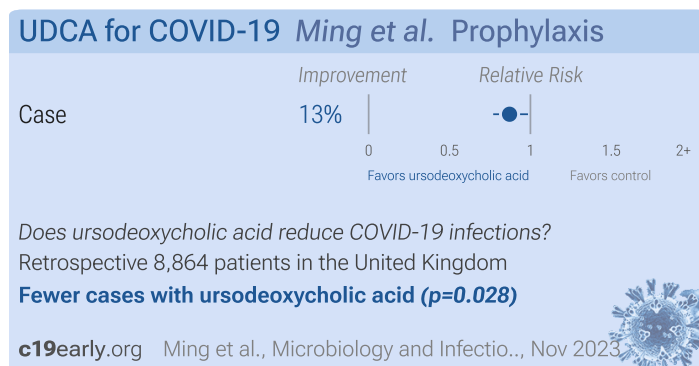 UDCA for COVID-19 Ming et al. Prophylaxis
Improvement Relative Risk
Case 13%
0 0.5 1 1.5 2+
Favors ursodeoxycholic acid Favors control
Does ursodeoxycholic acid reduce COVID-19 infections?
Retrospective 8,864 patients in the United Kingdom
Fewer cases with ursodeoxycholic acid (p=0.028)
c19early.org Ming et al., Microbiology and Infectio.., Nov 2023